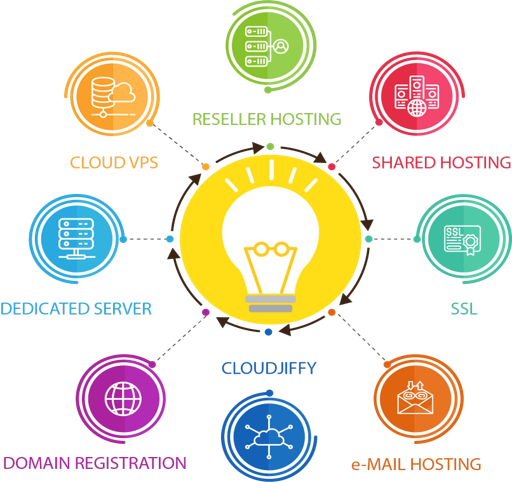 RESELLER HOSTING
CLOUD VPS
SHARED HOSTING
SSL
DEDICATED SERVER
SSL
CLOUDJIFFY
DOMAIN REGISTRATION
e-MAIL HOSTING